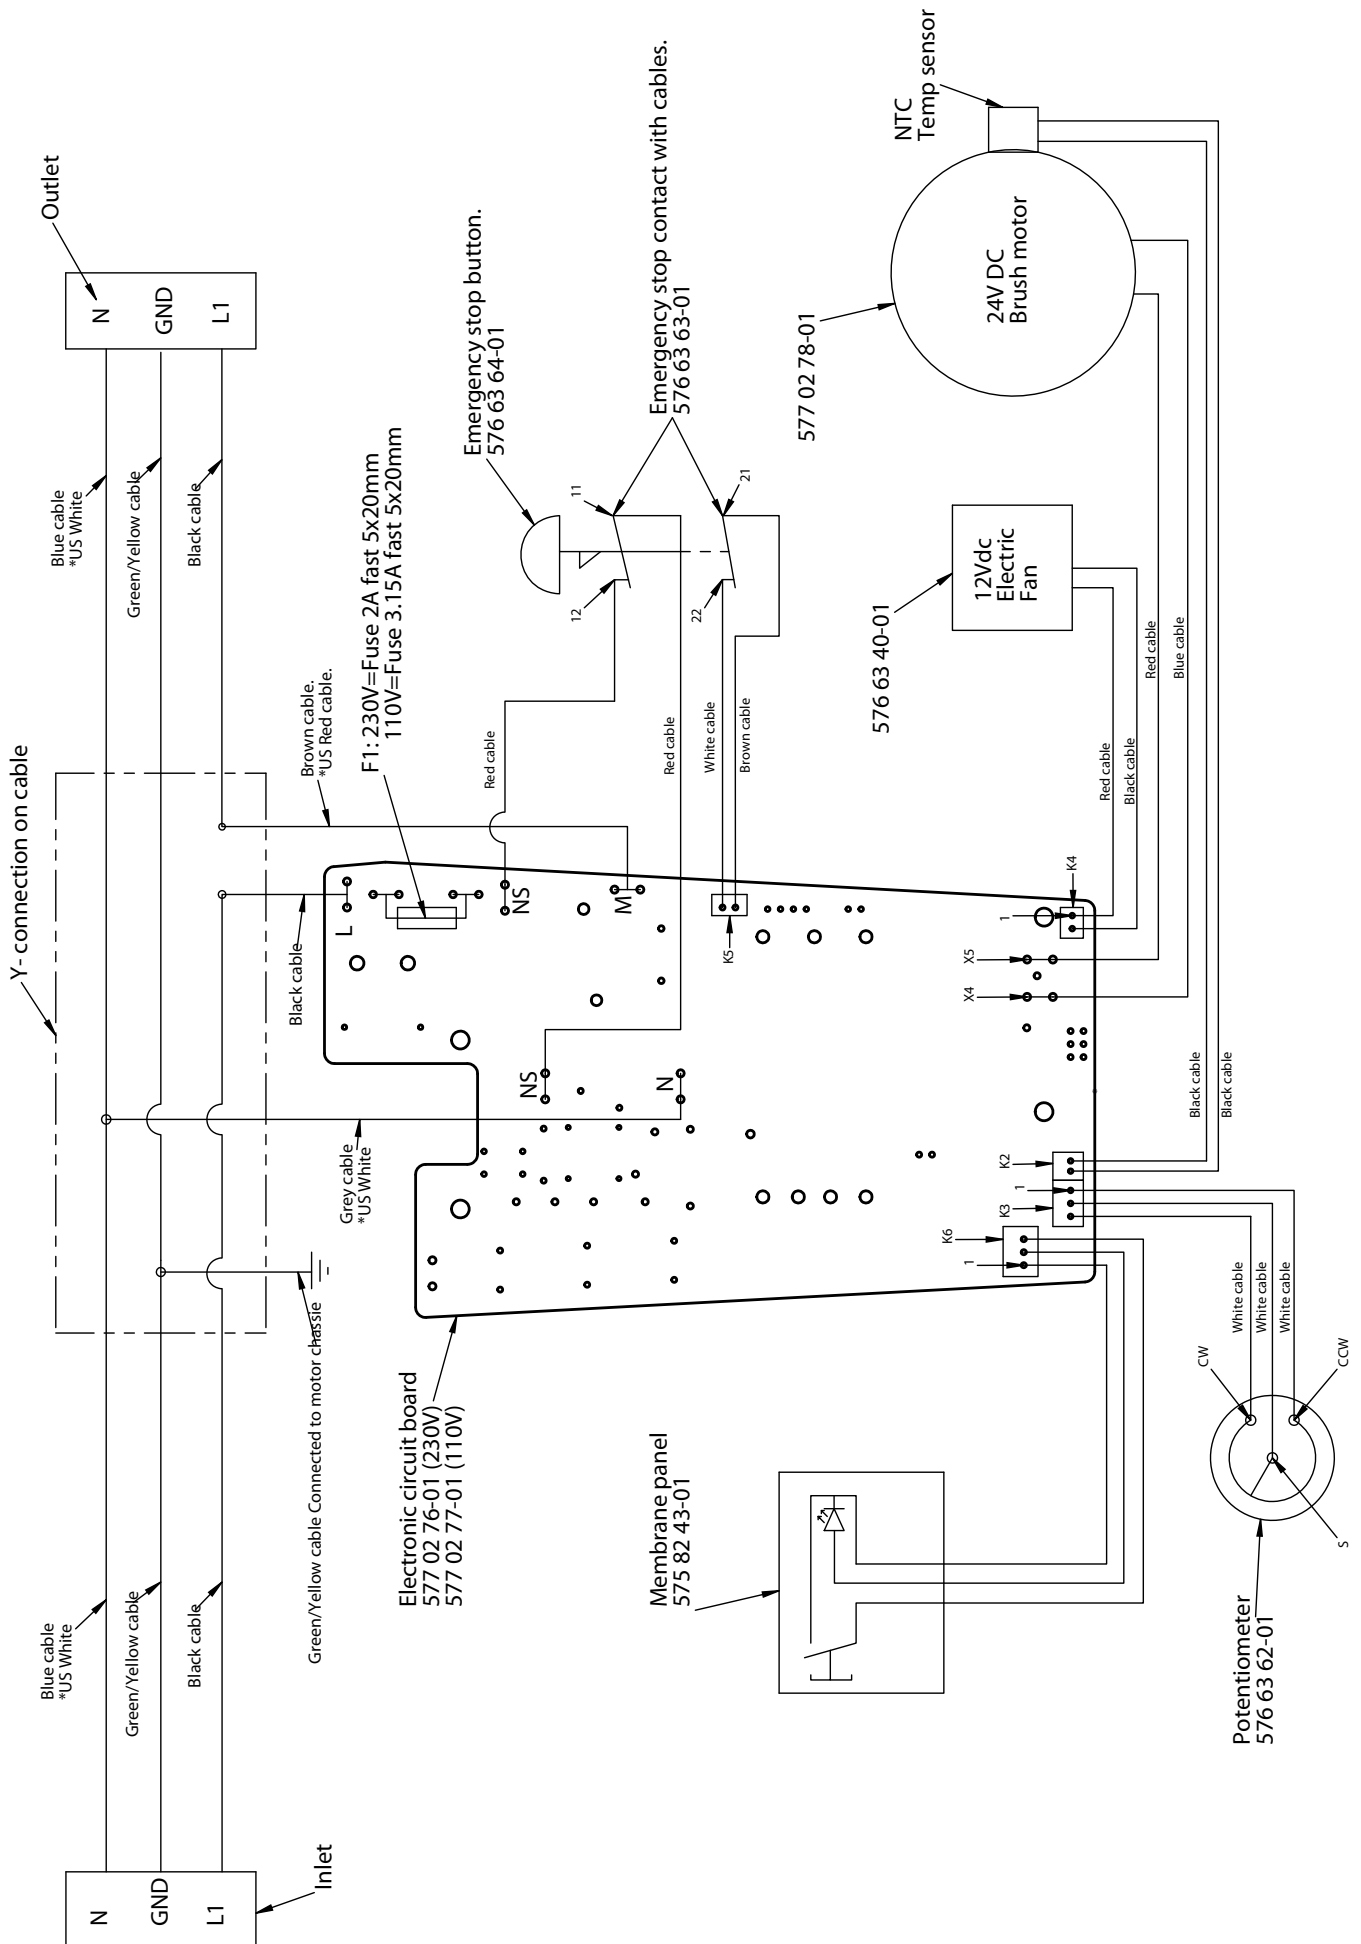 Y- connection on cable
Inlet
N
GND
L1
Blue cable
*US White
Green/Yellow cable
Black cable
Green/Yellow cable Connected to motor chassie
Grey cable
*US White
Black cable
Brown cable.
*US Red cable.
Blue cable
*US White
Green/Yellow cable
Black cable
Outlet
N
GND
L1
F1: 230V=Fuse 2A fast 5x20mm
110V=Fuse 3.15A fast 5x20mm
Emergency stop button.
576 63 64-01
Emergency stop contact with cables.
576 63 63-01
11
12
21
22
Red cable
Red cable
White cable
Brown cable
L
NS
M
NS
N
K5
Electronic circuit board
577 02 76-01 (230V)
577 02 77-01 (110V)
Membrane panel
575 82 43-01
K6
1
K3
1
K2
X4
X5
1
K4
Potentiometer
576 63 62-01
CW
CCW
S
White cable
White cable
White cable
Black cable
Black cable
Red cable
Black cable
Red cable
Blue cable
576 63 40-01
12Vdc
Electric
Fan
577 02 78-01
24V DC
Brush motor
NTC
Temp sensor